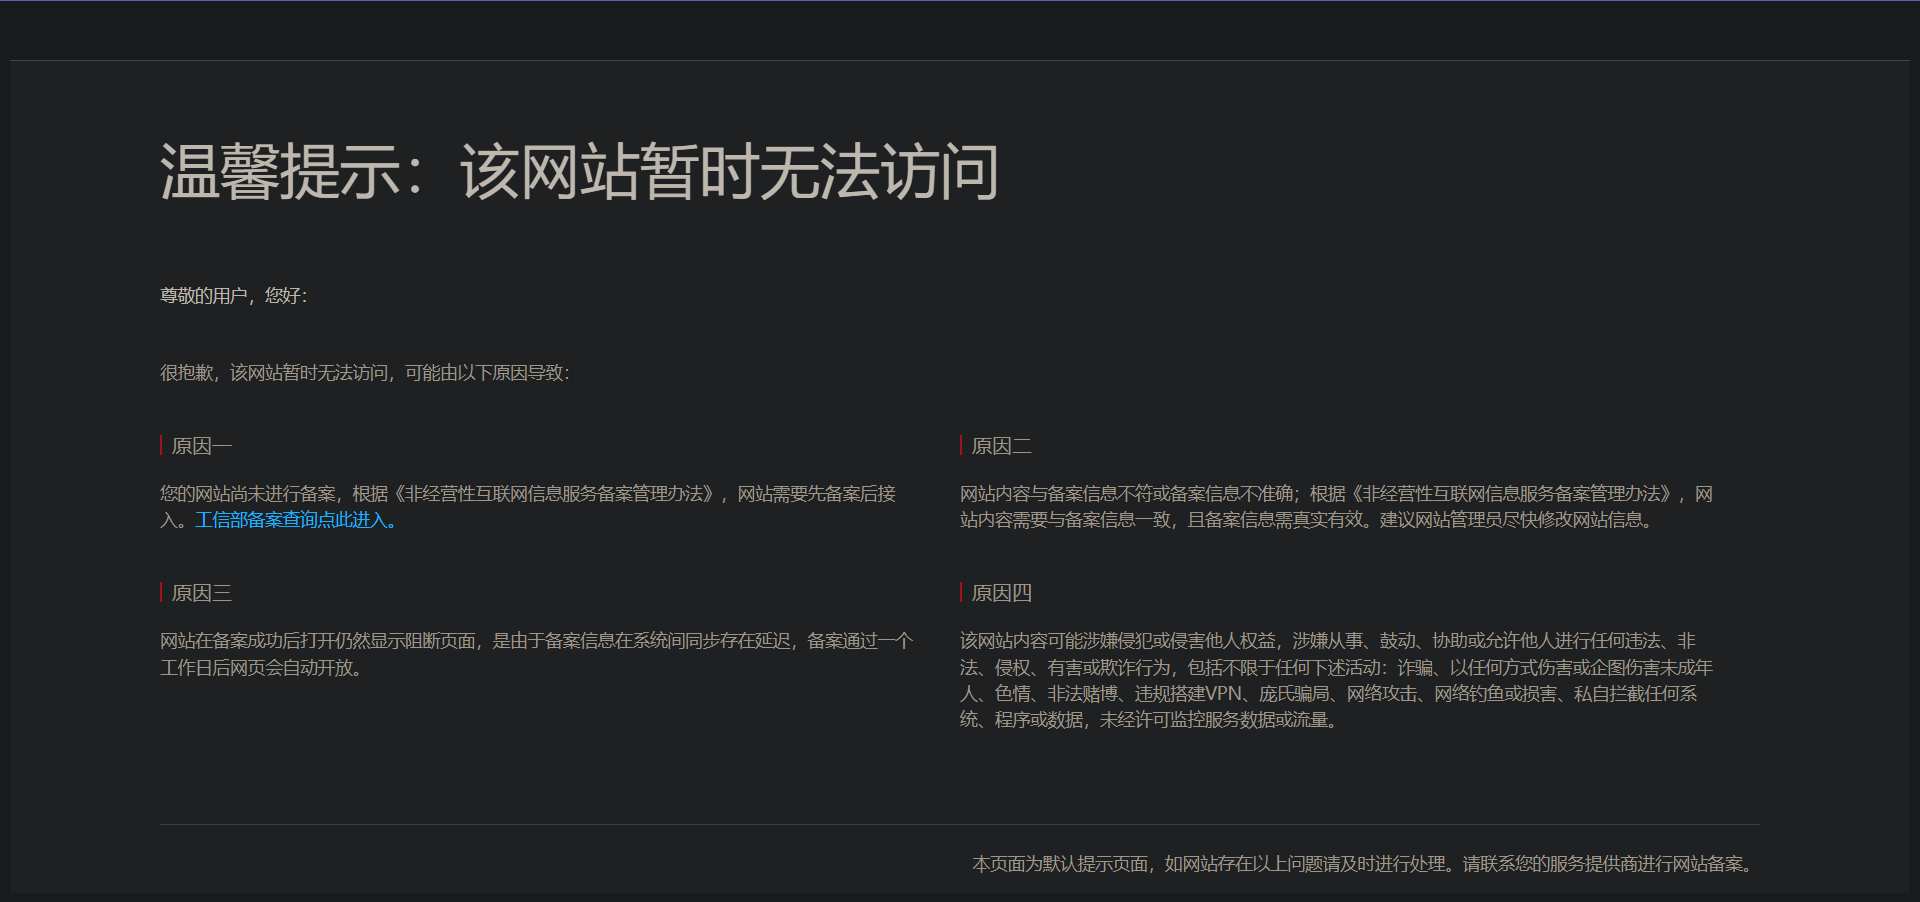 温馨提示：该网站暂时无法访问
尊敬的用户，您好：
很抱歉，该网站暂时无法访问，可能由以下原因导致：
原因一
您的网站尚未进行备案，根据《非经营性互联网信息服务备案管理办法》，网站需要先备案后接
入。工信部备案查询点此进入。
原因二
网站内容与备案信息不符或备案信息不准确；根据《非经营性互联网信息服务备案管理办法》，网
站内容需要与备案信息一致，且备案信息需真实有效。建议网站管理员尽快修改网站信息。
原因三
网站在备案成功后打开仍然显示阻断页面，是由于备案信息在系统间同步存在延迟，备案通过一个
工作日后网页会自动开放。
原因四
该网站内容可能涉嫌侵犯或侵害他人权益，涉嫌从事、鼓动、协助或允许他人进行任何违法、非
法、侵权、有害或欺诈行为，包括不限于任何下述活动：诈骗、以任何方式伤害或企图伤害未成年
人、色情、非法赌博、违规搭建VPN、庞氏骗局、网络攻击、网络钓鱼或损害、私自拦截任何系
统、程序或数据，未经许可监控服务数据或流量。
本页面为默认提示页面，如网站存在以上问题请及时进行处理。请联系您的服务提供商进行网站备案。